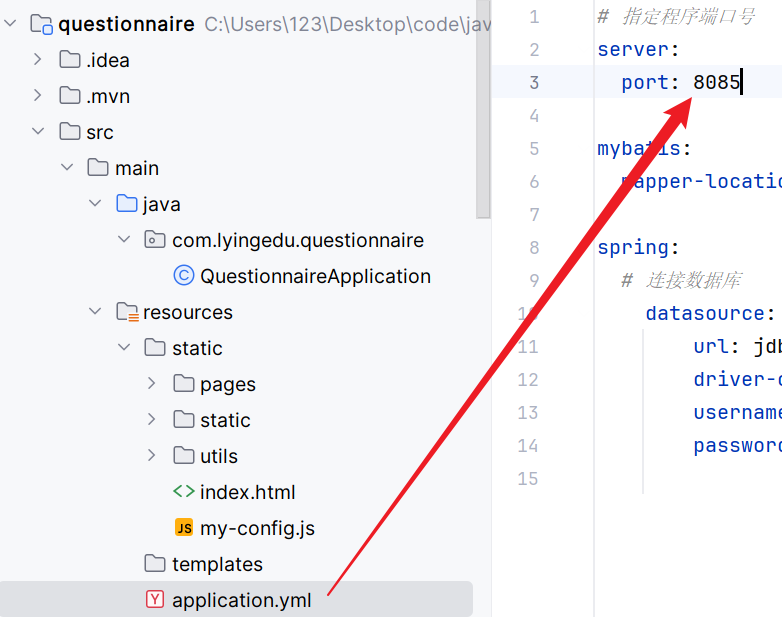 questionnaire C:\Users\123\Desktop\code\jav
.idea
.mvn
src
main
java
com.lyingedu.questionnaire
C QuestionnaireApplication
resources
static
pages
static
utils
<> index.html
JS my-config.js
templates
Y application.yml
1 # 指定程序端口号
2 server:
3 port: 8085
4
5 mybatis:
6 mapper-locatio
7
8 spring:
9 # 连接数据库
10 datasource:
11 url: jdb
12 driver-c
13 username
14 password
15